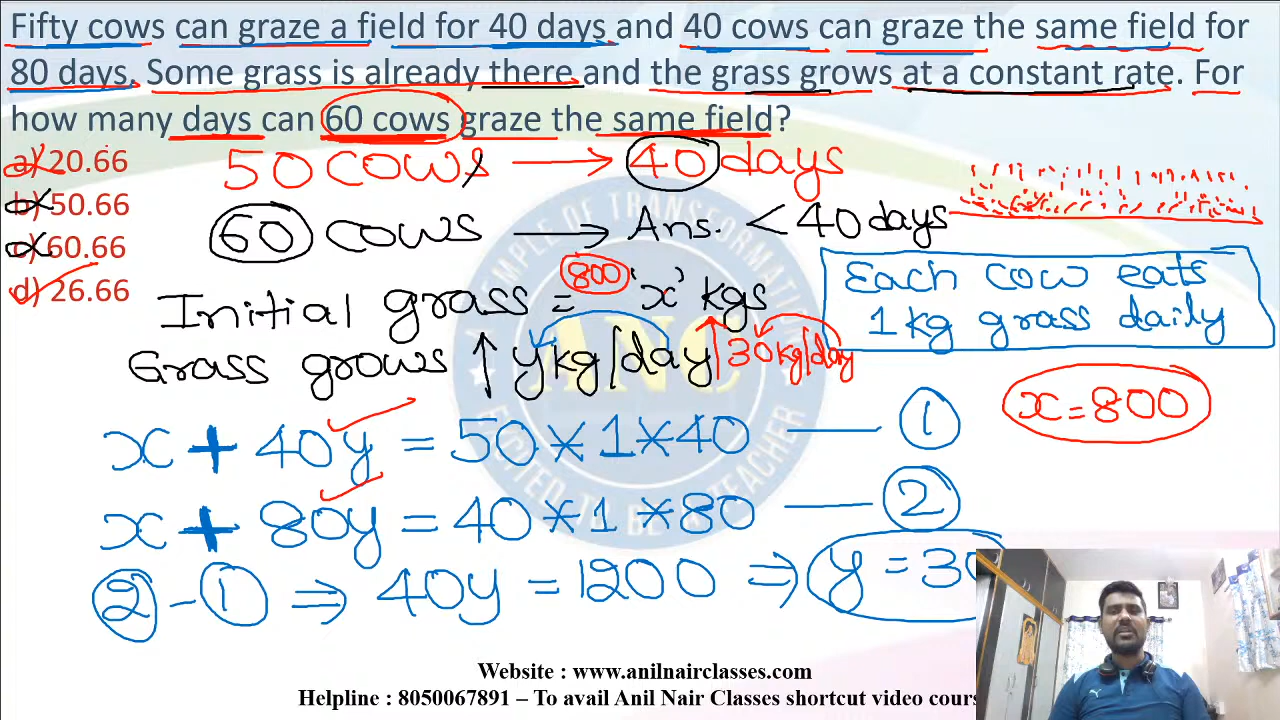 Fifty cows can graze a field for 40 days and 40 cows can graze the same field for
80 days. Some grass is already there and the grass grows at a constant rate. For
how many days can 60 cows graze the same field?
a) 20.66
b) 50.66
c) 60.66
d) 26.66
50 cows → 40 days
60 cows → Ans. < 40 days
Initial grass = 800 'x' kgs
Grass grows ↑ y kg/day ↑ 30 kg/day
Each cow eats
1 kg grass daily
x = 800
x + 40y = 50 * 1 * 40 — 1
x + 80y = 40 * 1 * 80 — 2
2 - 1 ⇒ 40y = 1200 ⇒ y = 30
ANC
Website : www.anilnairclasses.com
Helpline : 8050067891 – To avail Anil Nair Classes shortcut video cours